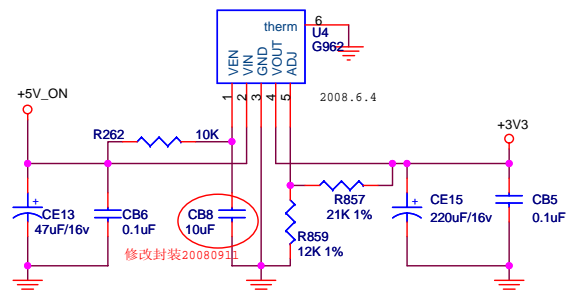 therm
6
U4
G962
VEN
VIN
GND
VOUT
ADJ
1
2
3
4
5
2008.6.4
+5V_ON
+3V3
R262
10K
CE13
47uF/16v
CB6
0.1uF
CB8
10uF
R857
21K 1%
R859
12K 1%
CE15
220uF/16v
CB5
0.1uF
修改封装20080911